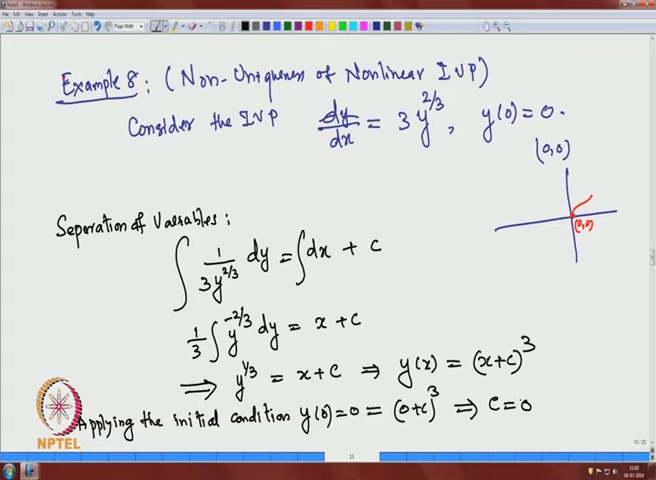 Example 8: (Non-Uniqueness of Nonlinear IVP)
Consider the IVP dy/dx = 3y^{2/3}, y(0) = 0.
(0,0)
(0,0)
Seperation of Variables:
∫ 1/(3y^{2/3}) dy = ∫ dx + c
1/3 ∫ y^{-2/3} dy = x + c
⇒ y^{1/3} = x + c ⇒ y(x) = (x+c)^3
Applying the initial condition y(0) = 0 = (0+c)^3 ⇒ c = 0
NPTEL